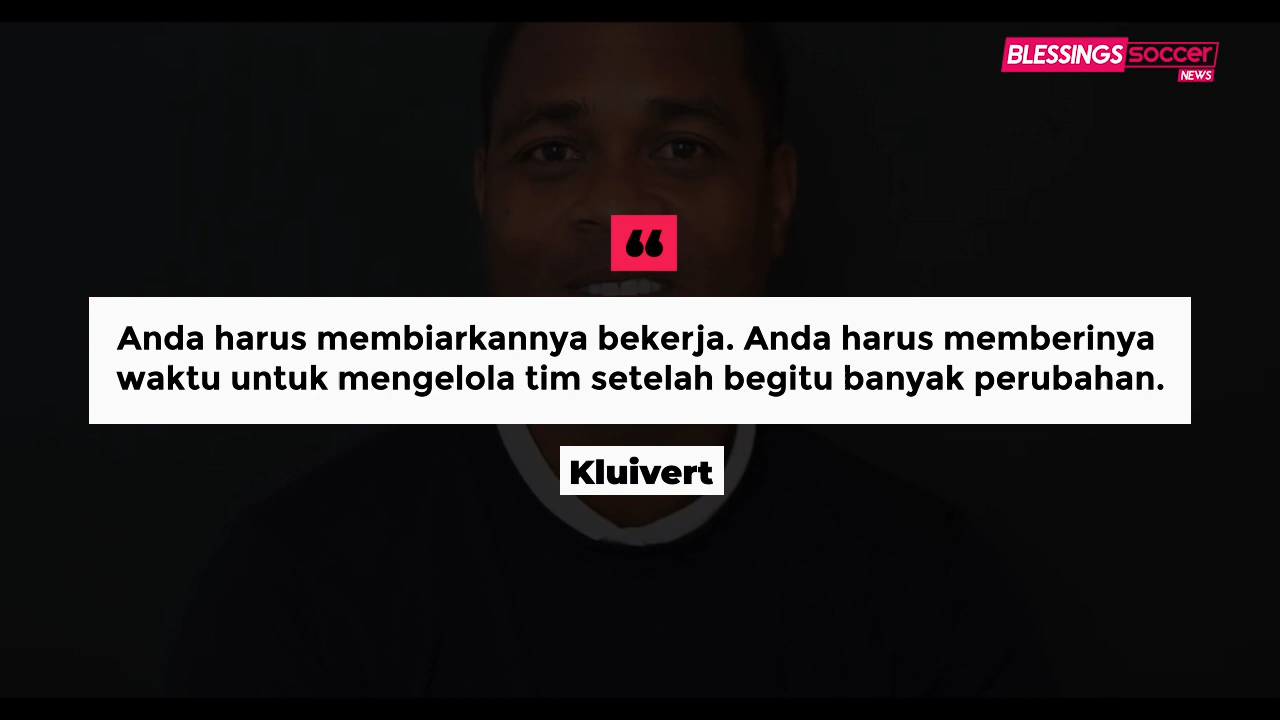 BLESSINGS soccer
NEWS
“
Anda harus membiarkannya bekerja. Anda harus memberinya
waktu untuk mengelola tim setelah begitu banyak perubahan.
Kluivert